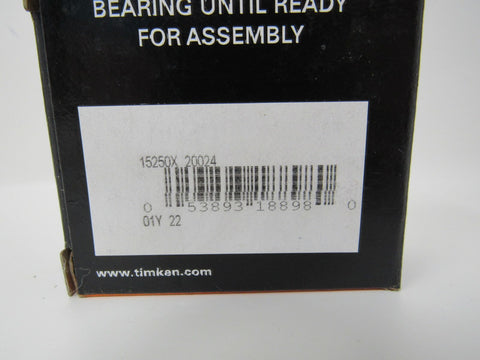 BEARING UNTIL READY
FOR ASSEMBLY
15250X 20024
0 53893 18898 0
01Y 22
www.timken.com